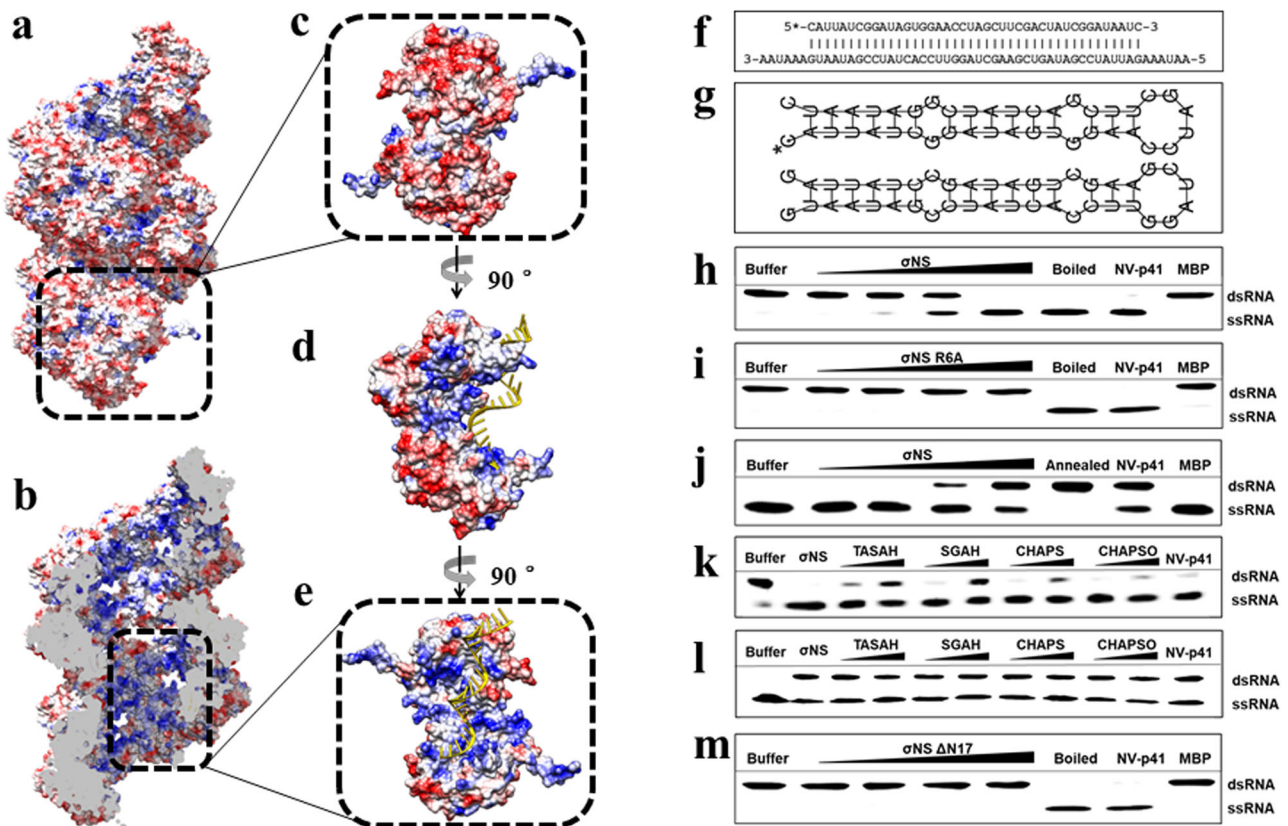 a
c
90 °
d
b
90 °
e
f
5*-CAUUAUCGGAUAGUGGAACCUAGCUUCGACUAUCGGAUAAUC-3
3-AAUAAAGUAAUAGCCUAUCACCUUGGAUCGAAGCUGAUAGCCUAUUAGAAAUAA-5
g
C U A A U A G G C U A U C A G C U U C G A U
* C A U U A U C G G A U A G U G G A A C C
G A U U A U C C G A U A G U C G A A G C U
G U A A U A G C C U A U C A C C U U G G A
h
Buffer σNS Boiled NV-p41 MBP
dsRNA
ssRNA
i
Buffer σNS R6A Boiled NV-p41 MBP
dsRNA
ssRNA
j
Buffer σNS Annealed NV-p41 MBP
dsRNA
ssRNA
k
Buffer σNS TASAH SGAH CHAPS CHAPSO NV-p41
dsRNA
ssRNA
l
Buffer σNS TASAH SGAH CHAPS CHAPSO NV-p41
dsRNA
ssRNA
m
Buffer σNS ΔN17 Boiled NV-p41 MBP
dsRNA
ssRNA